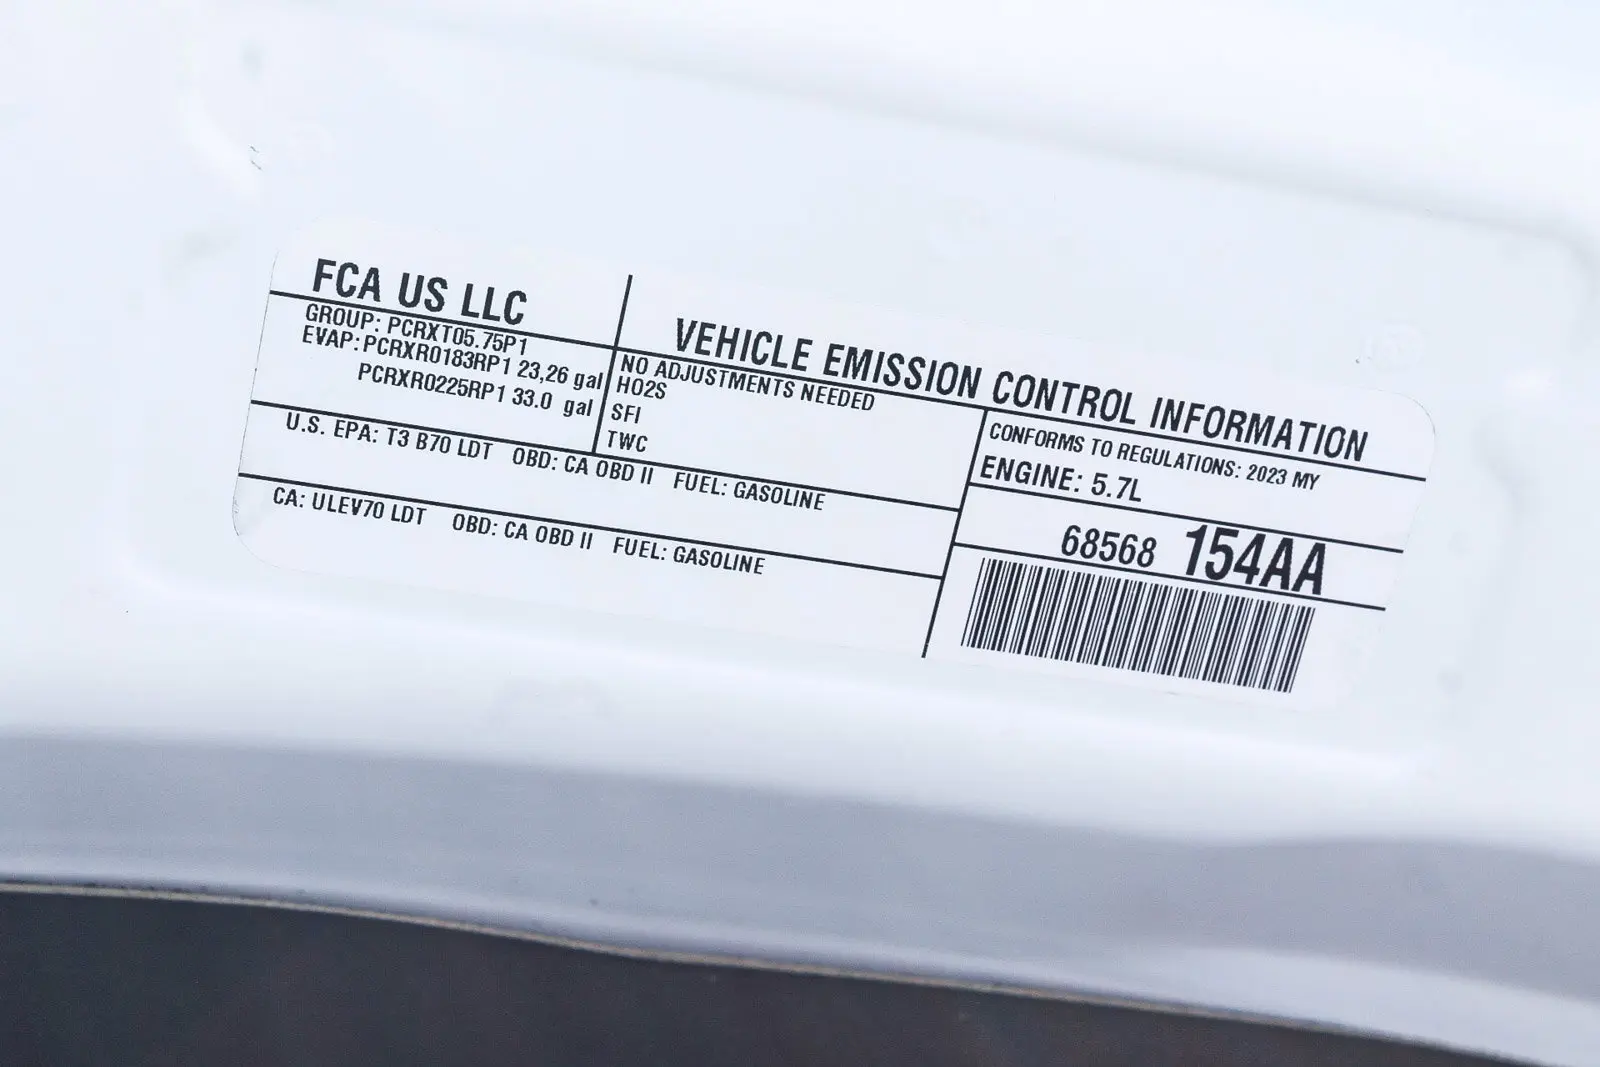 FCA US LLC
VEHICLE EMISSION CONTROL INFORMATION
GROUP: PCRXT05.75P1
EVAP: PCRXR0183RP1 23,26 gal
PCRXR0225RP1 33.0 gal
NO ADJUSTMENTS NEEDED
HO2S
SFI
TWC
CONFORMS TO REGULATIONS: 2023 MY
ENGINE: 5.7L
U.S. EPA: T3 B70 LDT OBD: CA OBD II FUEL: GASOLINE
CA: ULEV70 LDT OBD: CA OBD II FUEL: GASOLINE
68568 154AA